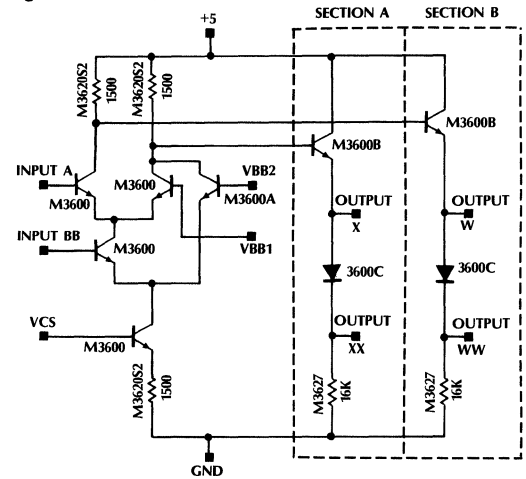 SECTION A
SECTION B
+5
M3620S2
1500
M3620S2
1500
M3600B
M3600B
INPUT A
M3600
M3600
VBB2
M3600A
OUTPUT
X
OUTPUT
W
INPUT BB
M3600
VBB1
3600C
3600C
VCS
M3600
OUTPUT
XX
OUTPUT
WW
M3620S2
1500
M3627
16K
M3627
16K
GND